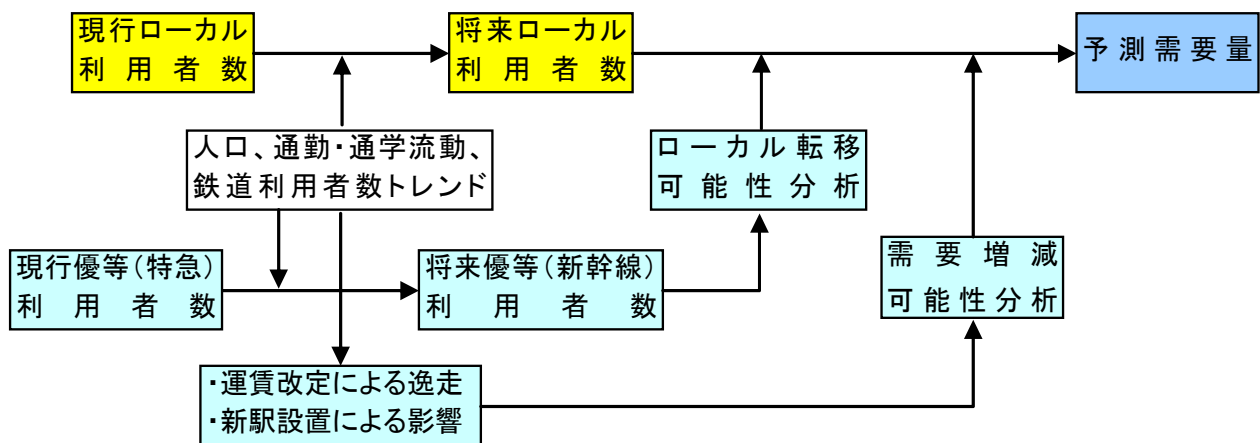 現行ローカル
利用者数
将来ローカル
利用者数
予測需要量
人口、通勤・通学流動、
鉄道利用者数トレンド
ローカル転移
可能性分析
現行優等(特急)
利用者数
将来優等(新幹線)
利用者数
需要増減
可能性分析
・運賃改定による逸走
・新駅設置による影響